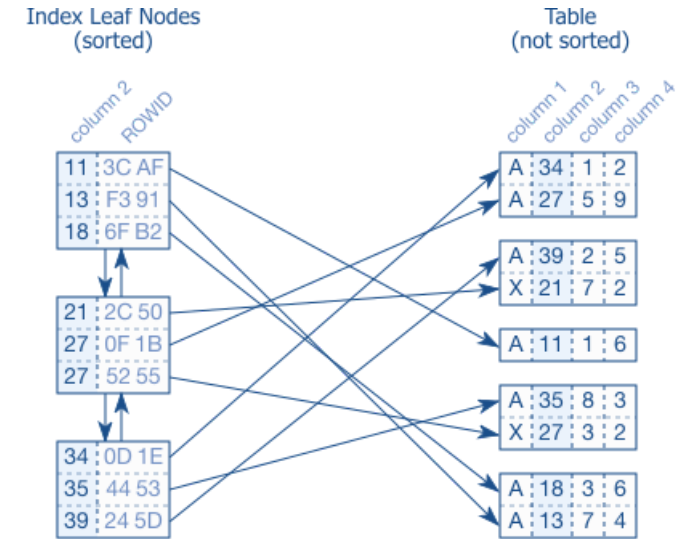 Index Leaf Nodes
(sorted)
column 2
ROWID
11 3C AF
13 F3 91
18 6F B2
21 2C 50
27 0F 1B
27 52 55
34 0D 1E
35 44 53
39 24 5D
Table
(not sorted)
column 1
column 2
column 3
column 4
A 34 1 2
A 27 5 9
A 39 2 5
X 21 7 2
A 11 1 6
A 35 8 3
X 27 3 2
A 18 3 6
A 13 7 4